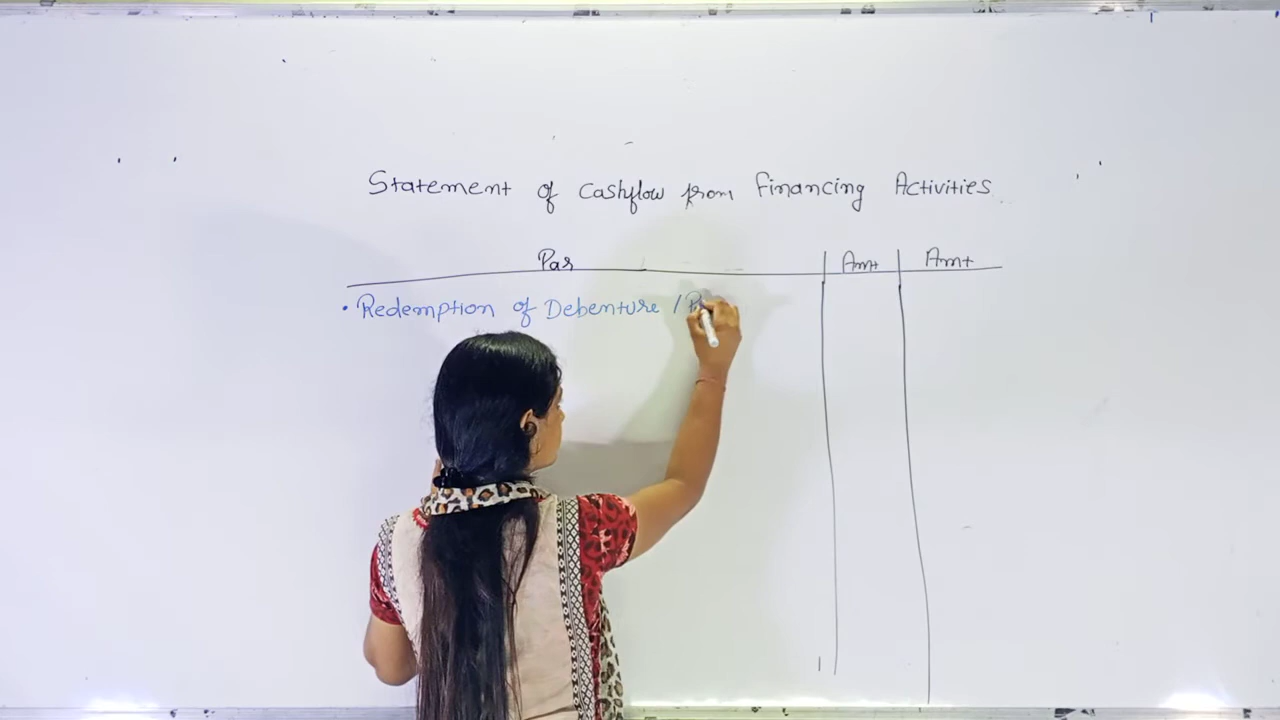 Statement of Cashflow from Financing Activities
Par Amt Amt
• Redemption of Debenture /